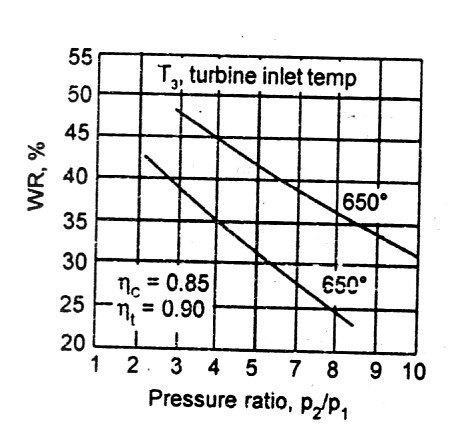 55
T₃, turbine inlet temp
50
45
40
650°
35
30
650°
ηc = 0.85
25
ηt = 0.90
20
1 2 3 4 5 6 7 8 9 10
WR, %
Pressure ratio, p₂/p₁